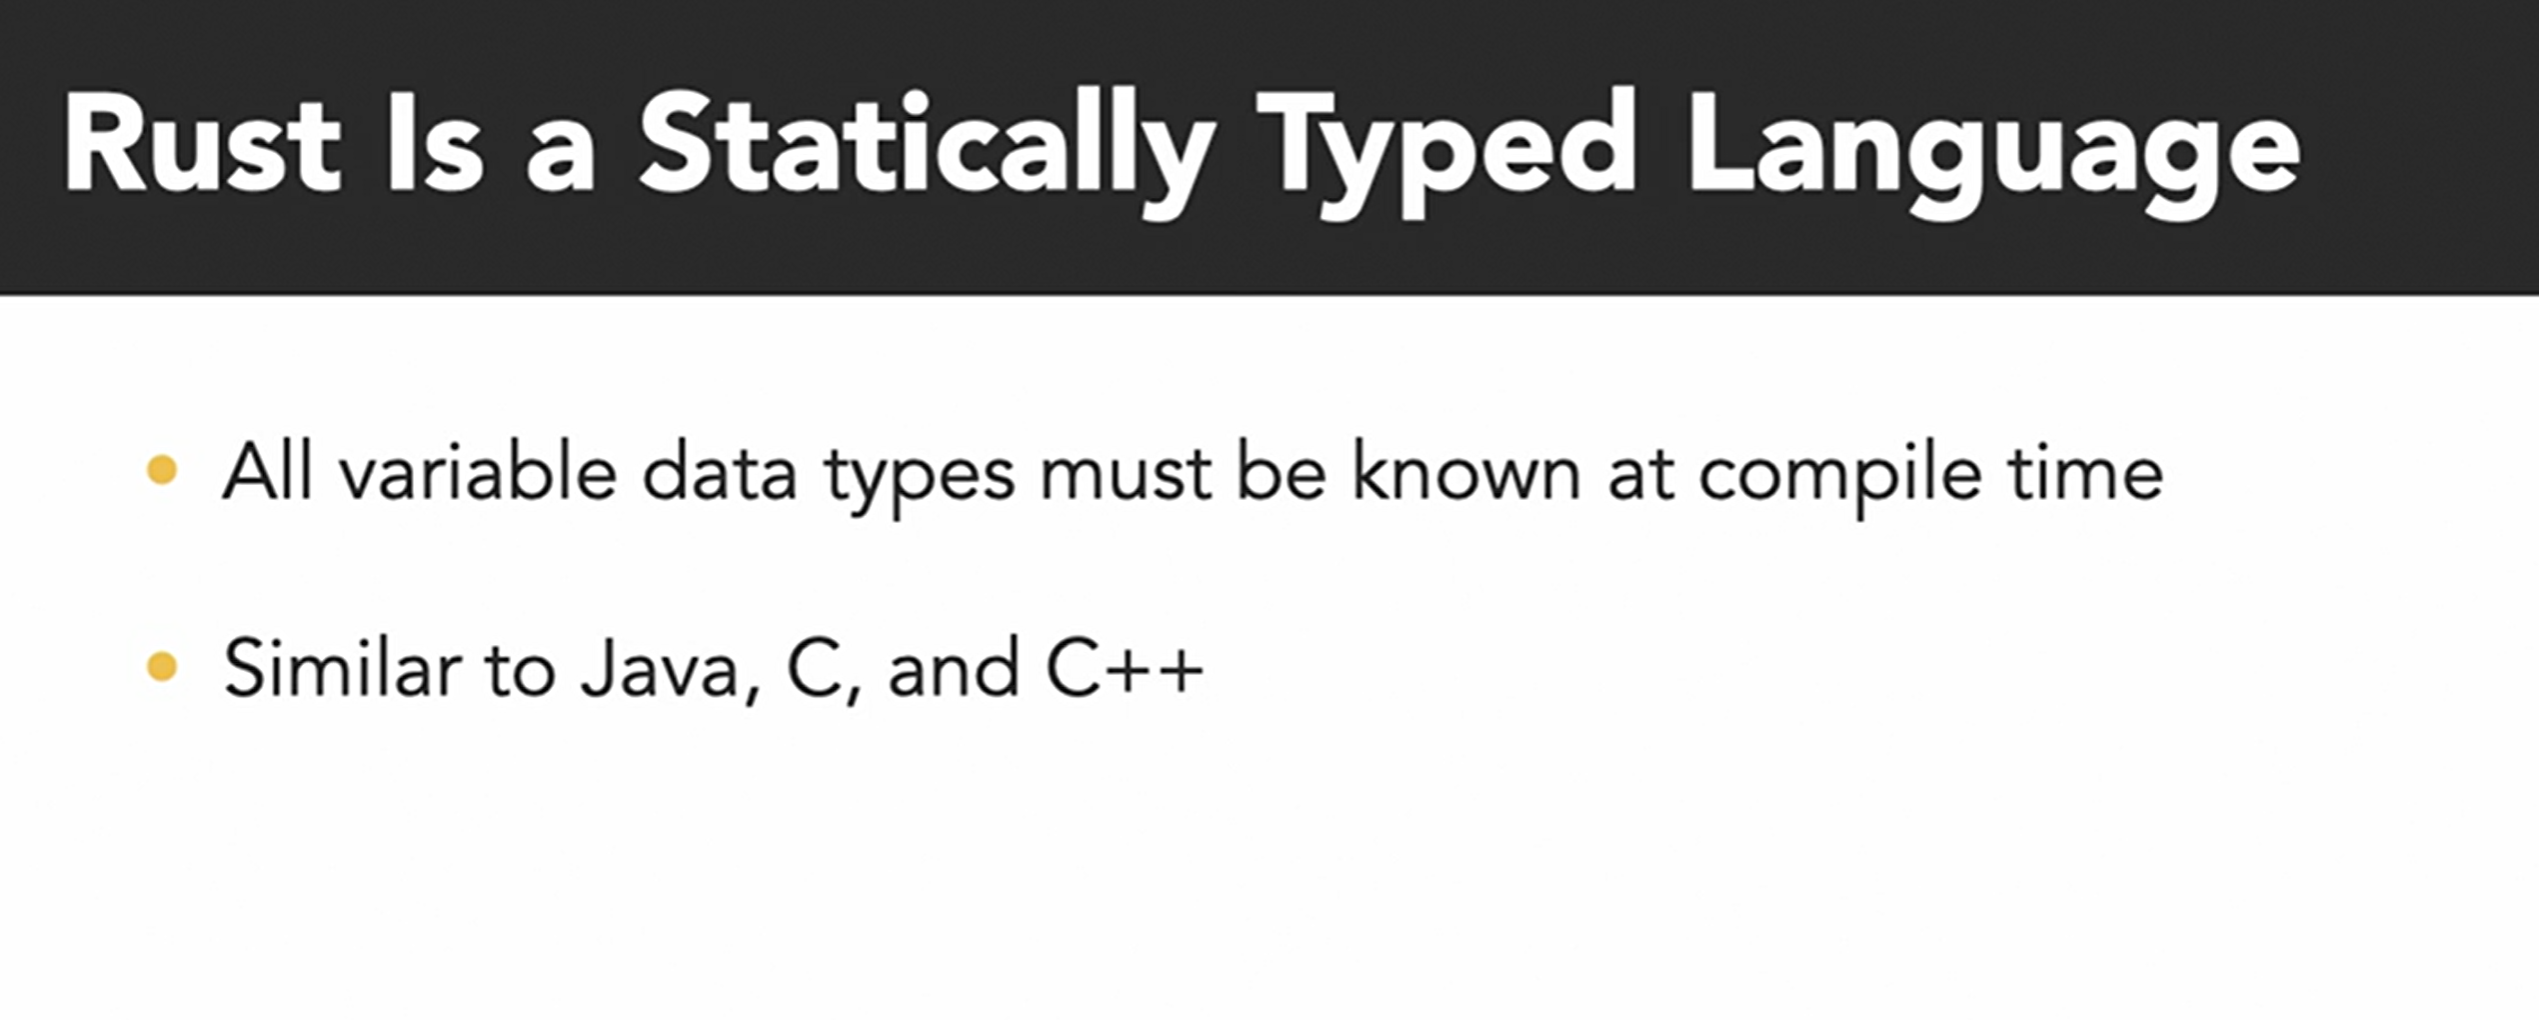 Rust Is a Statically Typed Language
• All variable data types must be known at compile time
• Similar to Java, C, and C++